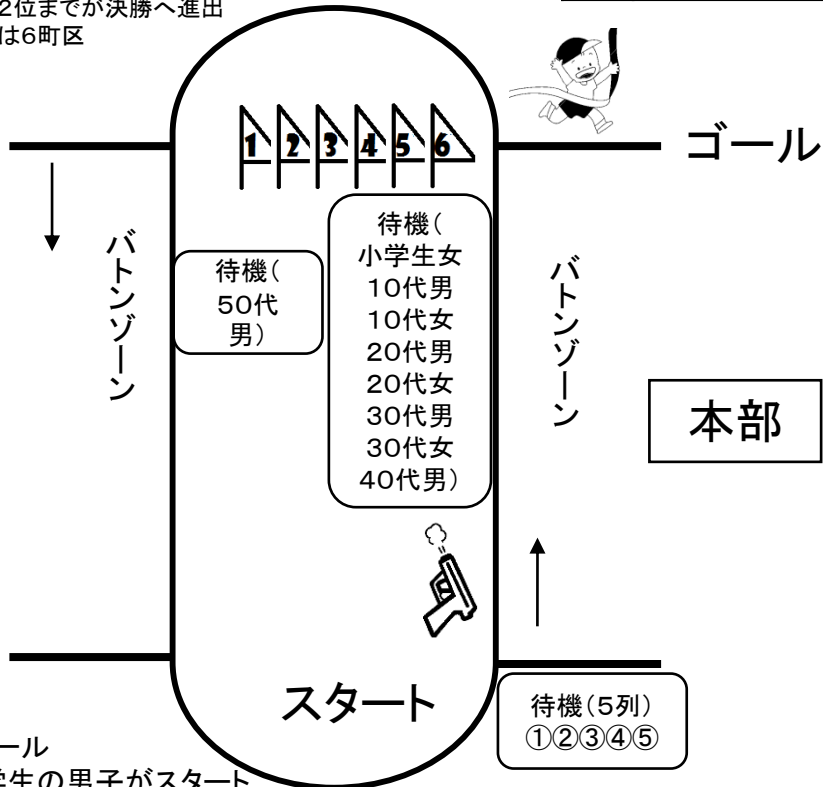 2位までが決勝へ進出
は6町区
1 2 3 4 5 6
ゴール
バトンゾーン
待機(
50代
男)
待機(
小学生女
10代男
10代女
20代男
20代女
30代男
30代女
40代男)
バトンゾーン
本部
スタート
待機(5列)
①②③④⑤
ール
学生の男子がスタート